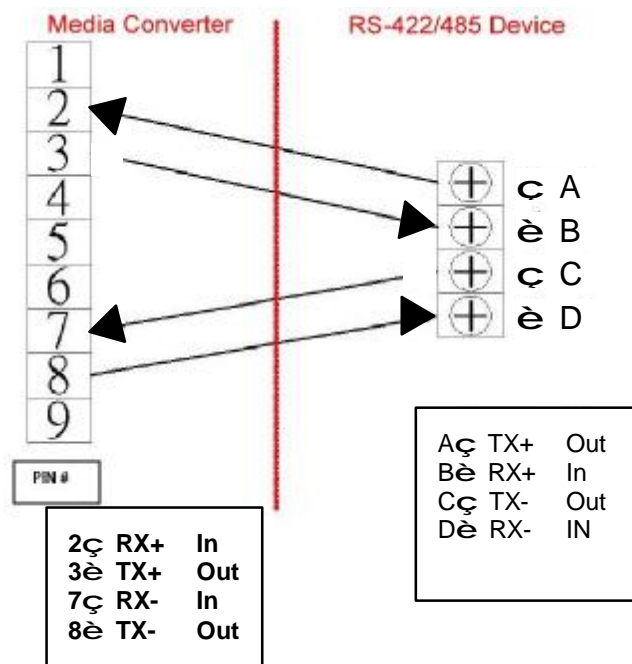 Media Converter
RS-422/485 Device
1
2
3
4
5
6
7
8
9
PIN #
ç A
è B
ç C
è D
2ç RX+ In
3è TX+ Out
7ç RX- In
8è TX- Out
Aç TX+ Out
Bè RX+ In
Cç TX- Out
Dè RX- IN